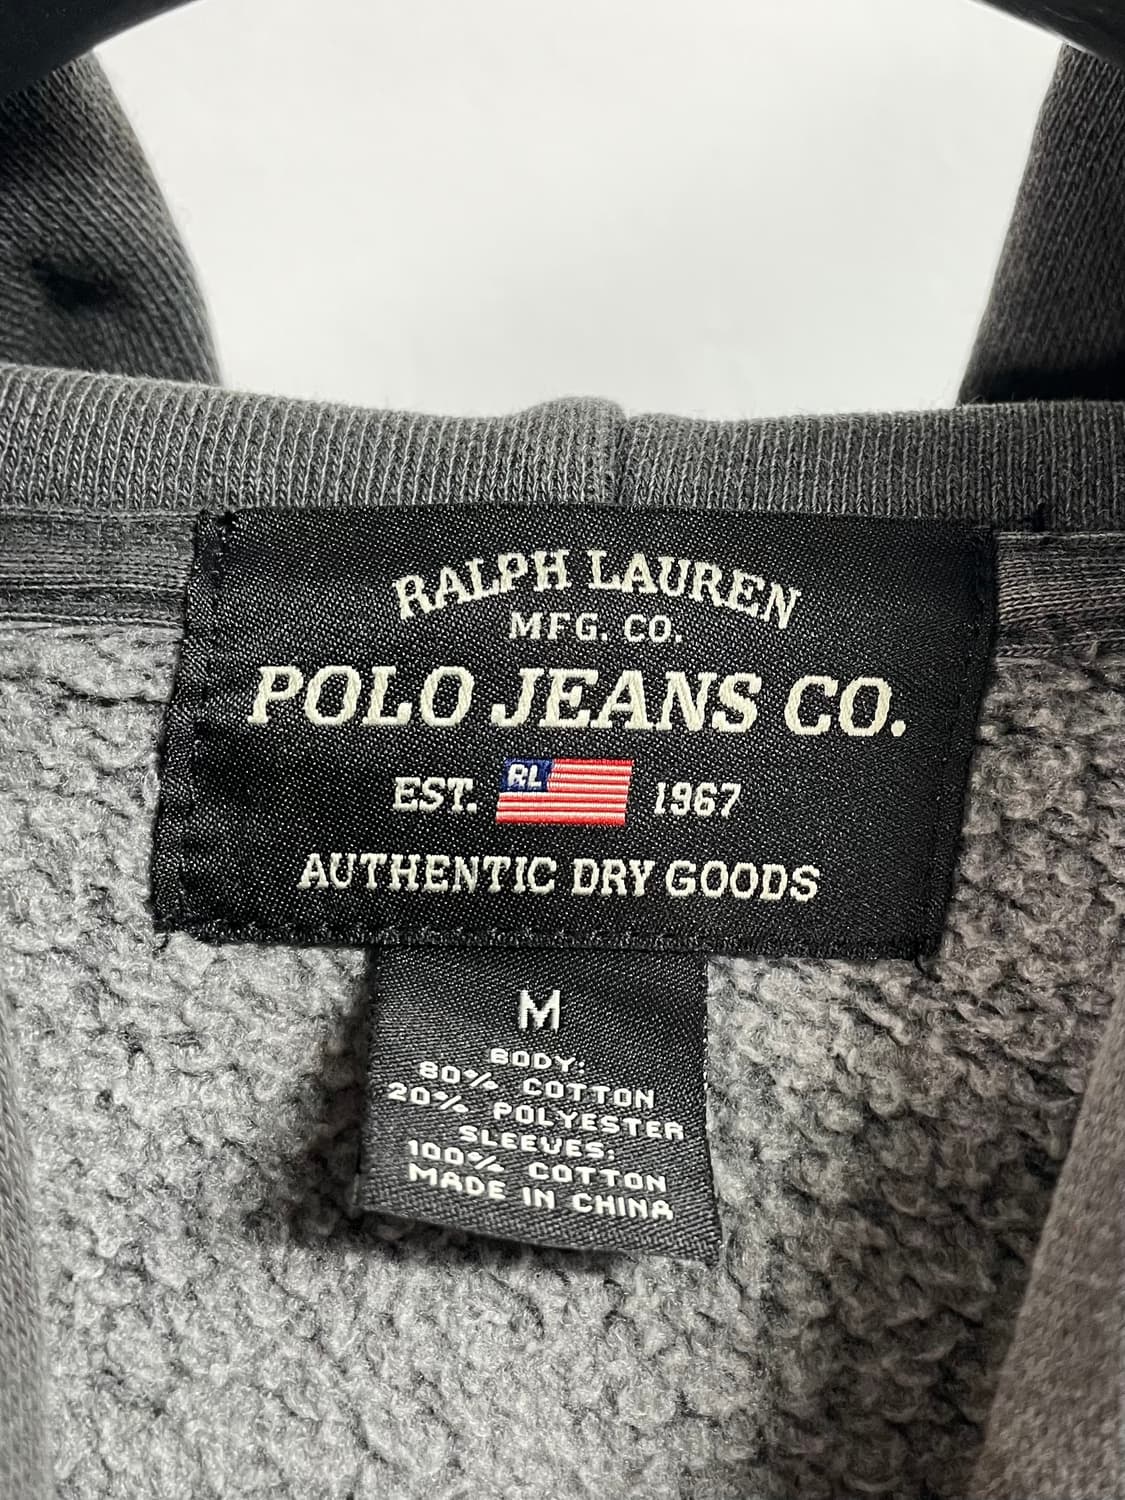 RALPH LAUREN
MFG. CO.
POLO JEANS CO.
EST. RL 1967
AUTHENTIC DRY GOODS
M
BODY:
80% COTTON
20% POLYESTER
SLEEVES:
100% COTTON
MADE IN CHINA